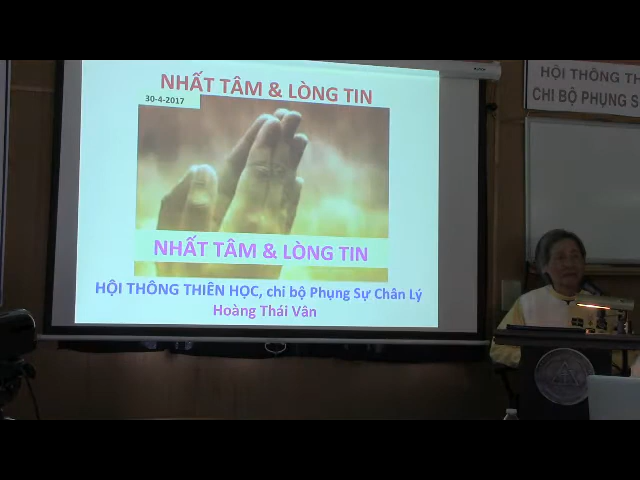 NHẤT TÂM & LÒNG TIN
30-4-2017
NHẤT TÂM & LÒNG TIN
HỘI THÔNG THIÊN HỌC, chi bộ Phụng Sự Chân Lý
Hoàng Thái Vân
HỘI THÔNG TH
CHI BỘ PHỤNG S